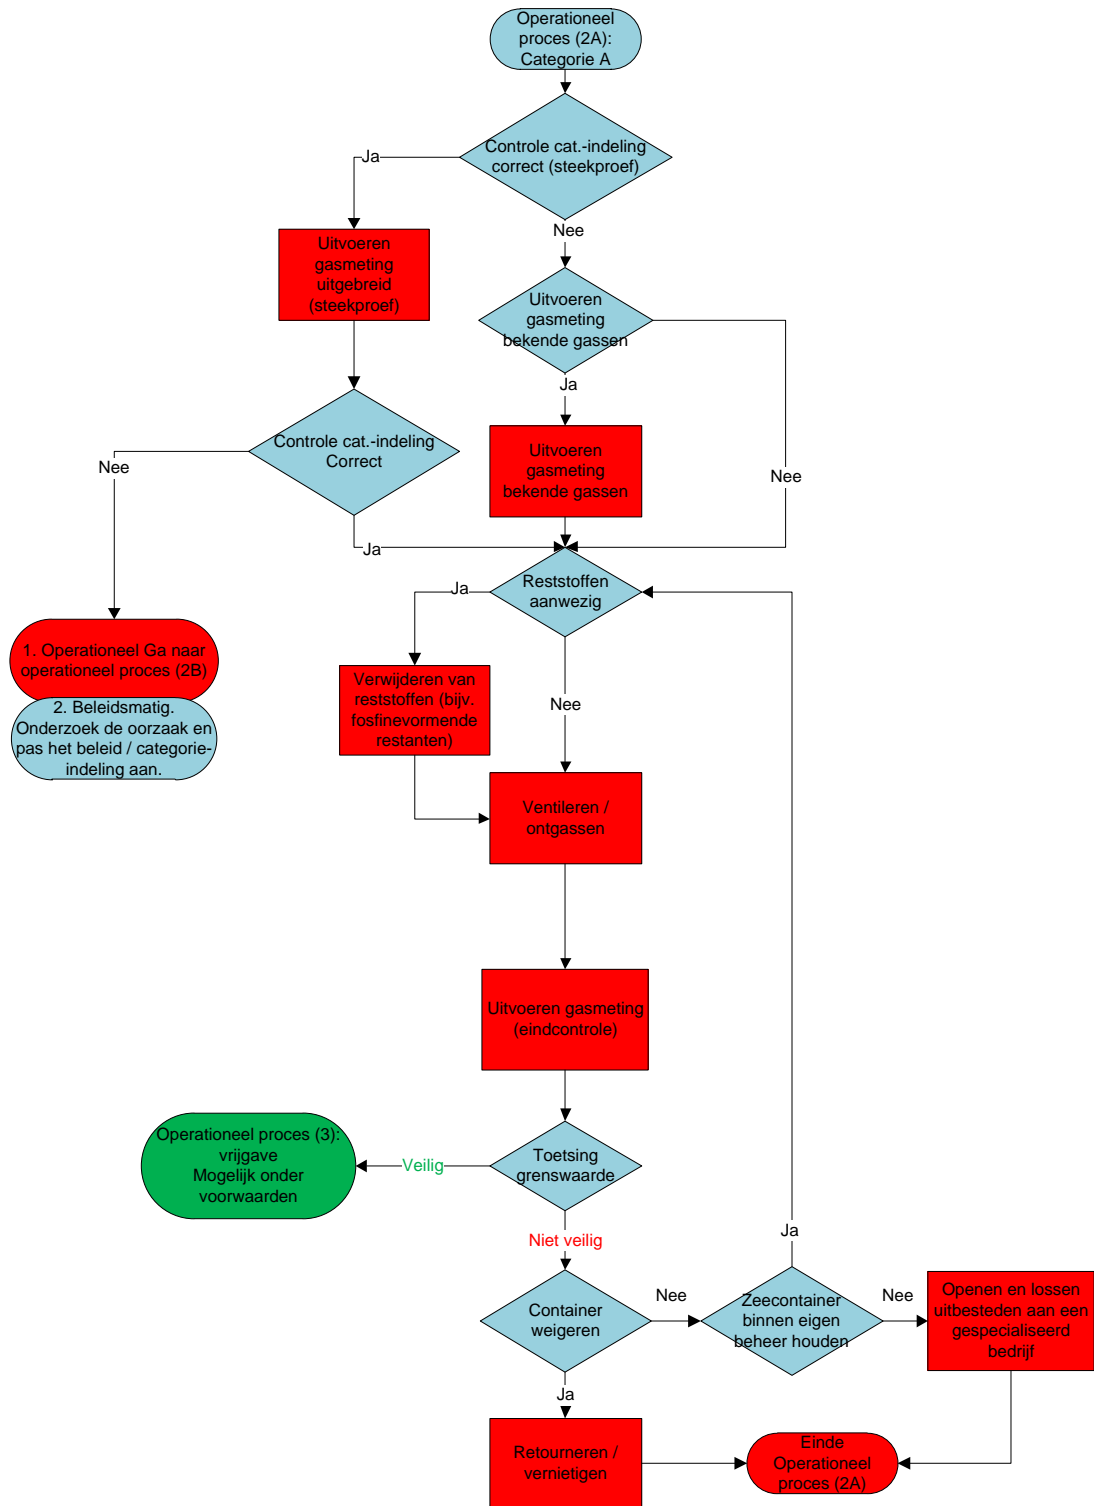 Operationeel
proces (2A):
Categorie A
Controle cat.-indeling
correct (steekproef)
Ja
Nee
Uitvoeren
gasmeting
uitgebreid
(steekproef)
Uitvoeren
gasmeting
bekende gassen
Ja
Nee
Controle cat.-indeling
Correct
Nee
Ja
Uitvoeren
gasmeting
bekende gassen
Reststoffen
aanwezig
Ja
Nee
1. Operationeel Ga naar
operationeel proces (2B)
2. Beleidsmatig.
Onderzoek de oorzaak en
pas het beleid / categorie-
indeling aan.
Verwijderen van
reststoffen (bijv.
fosfinevormende
restanten)
Ventileren /
ontgassen
Uitvoeren gasmeting
(eindcontrole)
Operationeel proces (3):
vrijgave
Mogelijk onder
voorwaarden
Veilig
Toetsing
grenswaarde
Niet veilig
Ja
Container
weigeren
Nee
Zeecontainer
binnen eigen
beheer houden
Nee
Openen en lossen
uitbesteden aan een
gespecialiseerd
bedrijf
Ja
Retourneren /
vernietigen
Einde
Operationeel
proces (2A)